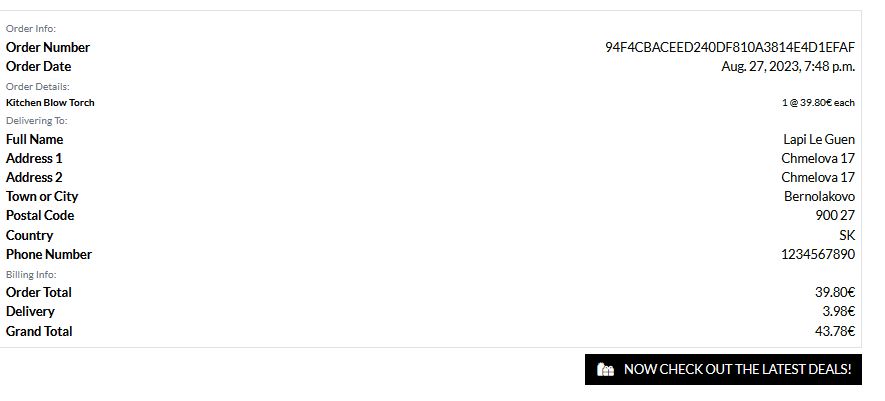 Order Info:
Order Number 94F4CBACEED240DF810A3814E4D1EFAF
Order Date Aug. 27, 2023, 7:48 p.m.
Order Details:
Kitchen Blow Torch 1 @ 39.80€ each
Delivering To:
Full Name Lapi Le Guen
Address 1 Chmelova 17
Address 2 Chmelova 17
Town or City Bernolakovo
Postal Code 900 27
Country SK
Phone Number 1234567890
Billing Info:
Order Total 39.80€
Delivery 3.98€
Grand Total 43.78€
NOW CHECK OUT THE LATEST DEALS!